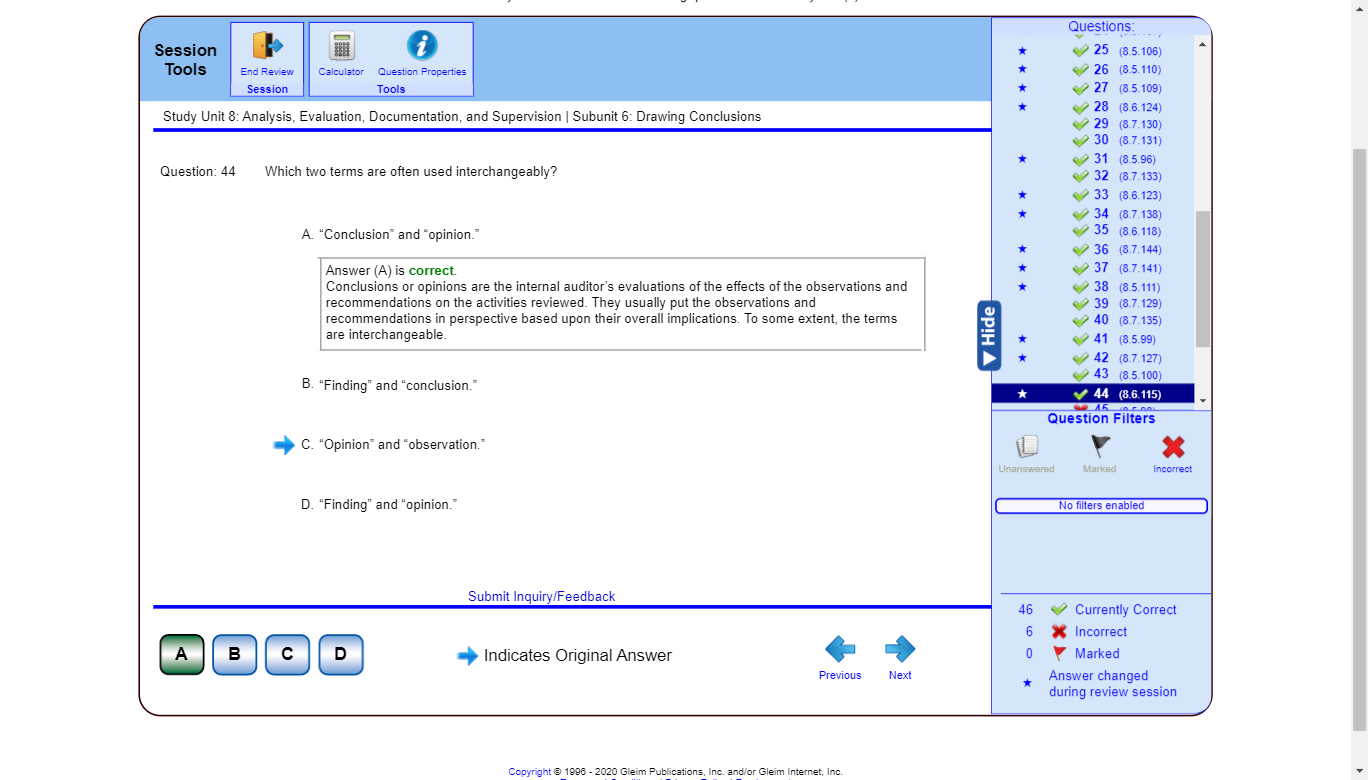 Questions:
Session
Tools
End Review
Session
Calculator
Question Properties
Tools
Study Unit 8: Analysis, Evaluation, Documentation, and Supervision | Subunit 6: Drawing Conclusions
Question: 44
Which two terms are often used interchangeably?
A. “Conclusion” and “opinion.”
Answer (A) is correct.
Conclusions or opinions are the internal auditor’s evaluations of the effects of the observations and
recommendations on the activities reviewed. They usually put the observations and
recommendations in perspective based upon their overall implications. To some extent, the terms
are interchangeable.
B. “Finding” and “conclusion.”
C. “Opinion” and “observation.”
D. “Finding” and “opinion.”
Submit Inquiry/Feedback
A
B
C
D
Indicates Original Answer
Previous
Next
25 (8.5.106)
26 (8.5.110)
27 (8.5.109)
28 (8.6.124)
29 (8.7.130)
30 (8.7.131)
31 (8.5.96)
32 (8.7.133)
33 (8.6.123)
34 (8.7.138)
35 (8.6.118)
36 (8.7.144)
37 (8.7.141)
38 (8.5.111)
39 (8.7.129)
40 (8.7.135)
41 (8.5.99)
42 (8.7.127)
43 (8.5.100)
44 (8.6.115)
Hide
Question Filters
Unanswered
Marked
Incorrect
No filters enabled
46 Currently Correct
6 Incorrect
0 Marked
Answer changed
during review session
Copyright © 1996 - 2020 Gleim Publications, Inc. and/or Gleim Internet, Inc.